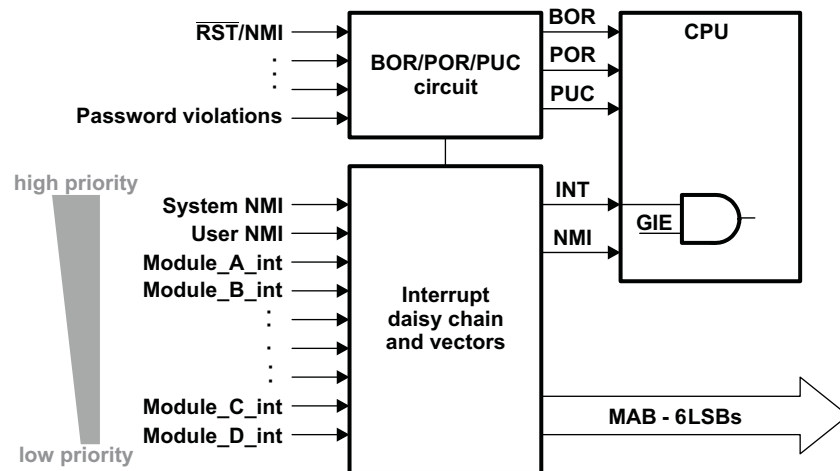 RST/NMI
.
.
.
Password violations
BOR/POR/PUC
circuit
BOR
POR
PUC
CPU
high priority
low priority
System NMI
User NMI
Module_A_int
Module_B_int
.
.
.
.
.
Module_C_int
Module_D_int
Interrupt
daisy chain
and vectors
INT
NMI
GIE
MAB - 6LSBs